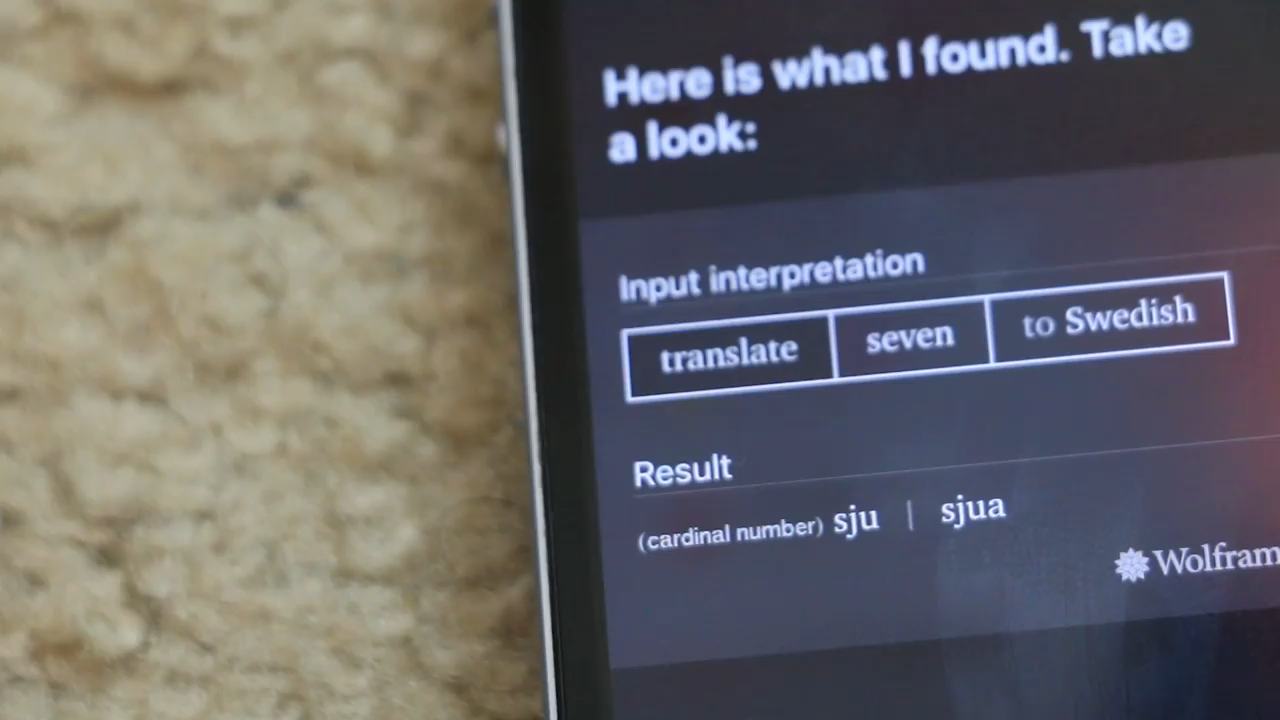 Here is what I found. Take
a look:
Input interpretation
translate seven to Swedish
Result
(cardinal number) sju | sjua
Wolfram